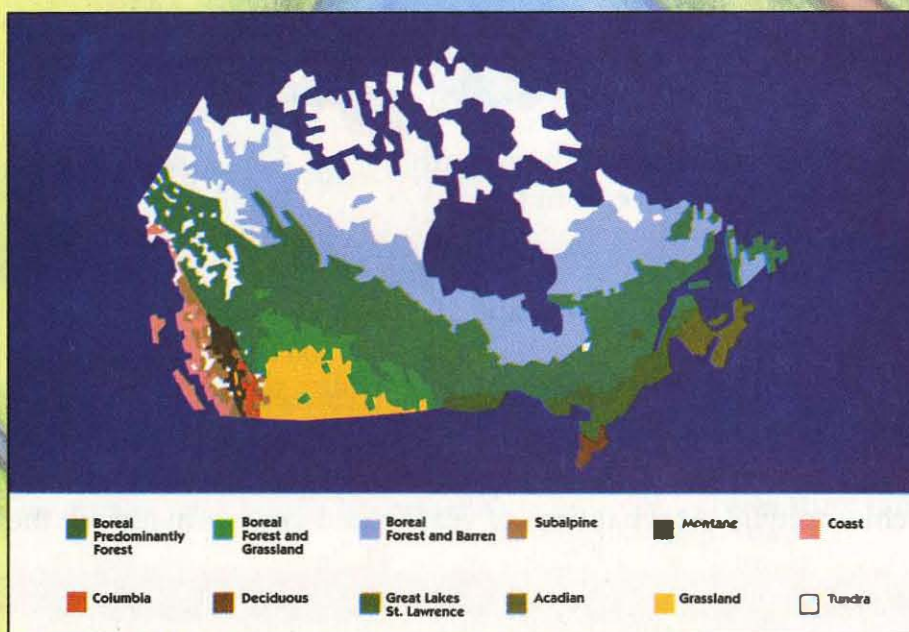 Boreal
Predominantly
Forest
Boreal
Forest and
Grassland
Boreal
Forest and Barren
Subalpine
Montane
Coast
Columbia
Deciduous
Great Lakes
St. Lawrence
Acadian
Grassland
Tundra